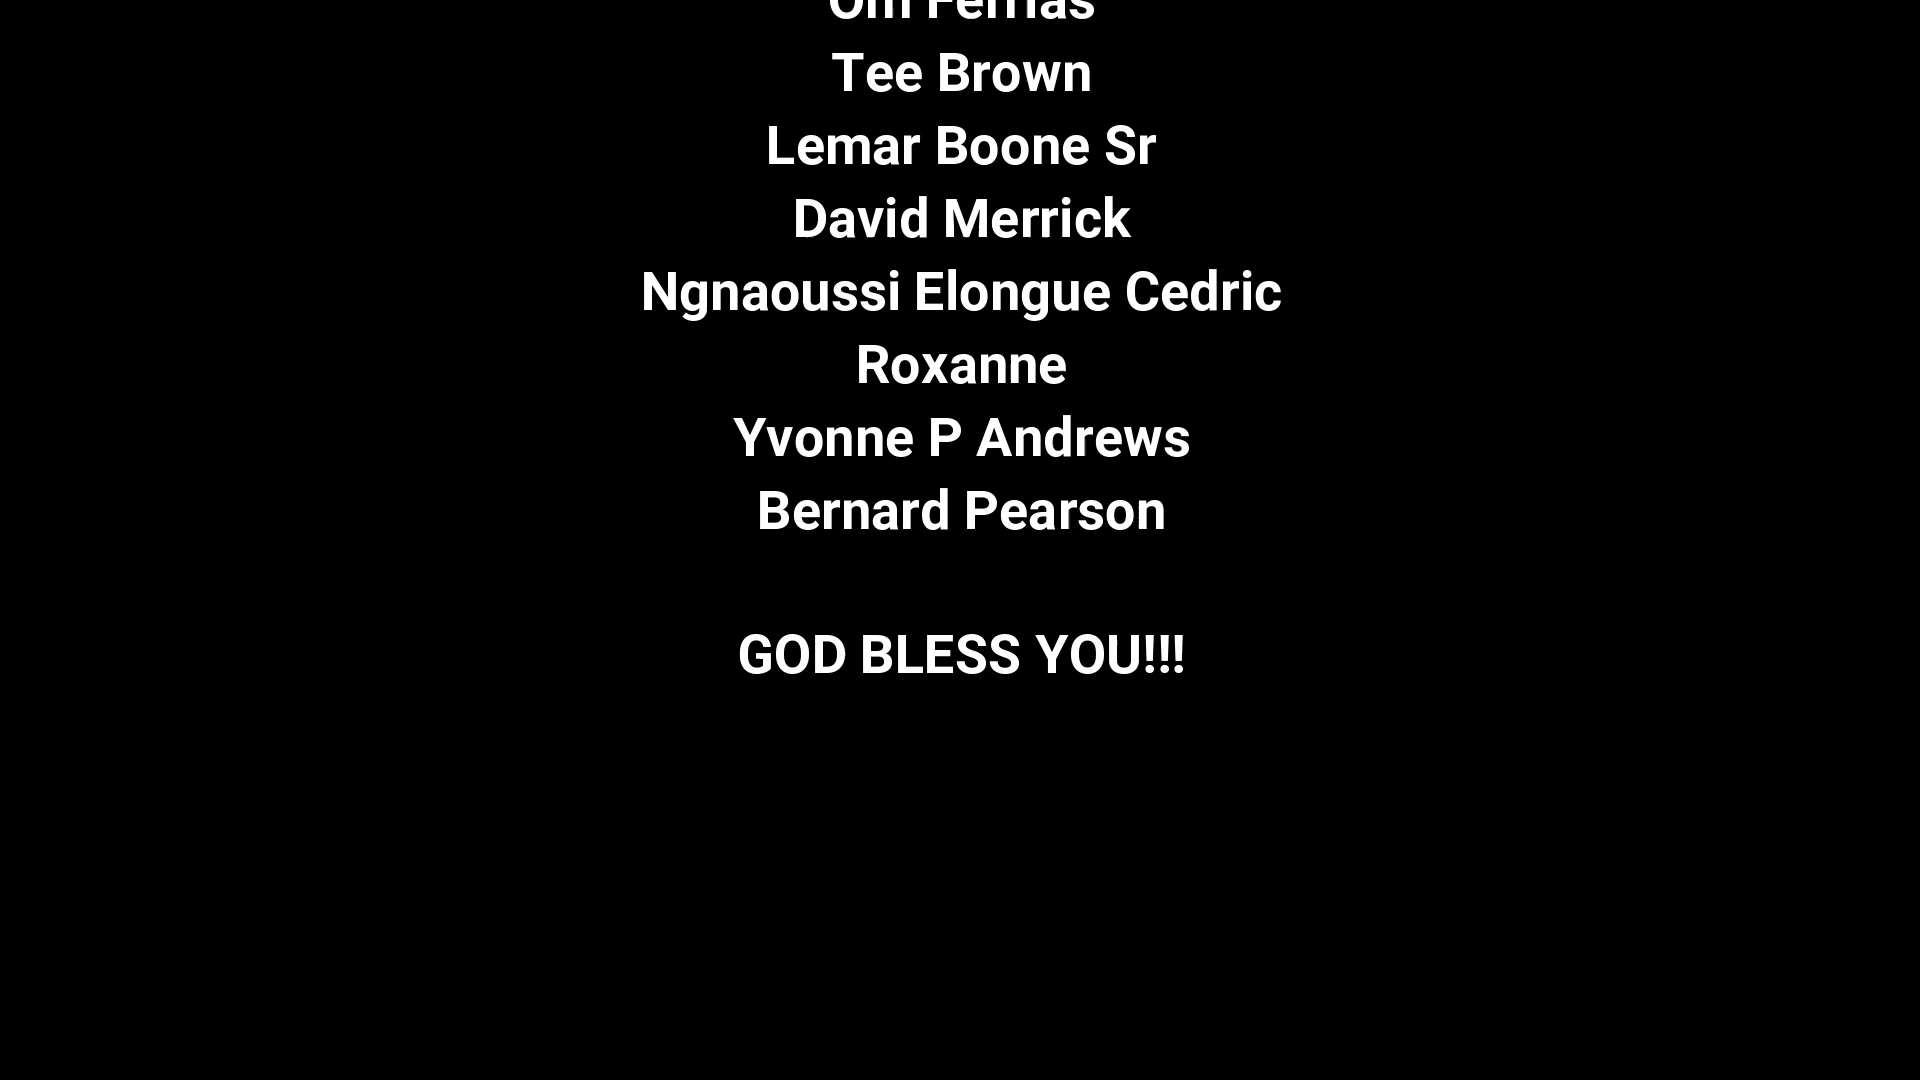 Tee Brown
Lemar Boone Sr
David Merrick
Ngnaoussi Elongue Cedric
Roxanne
Yvonne P Andrews
Bernard Pearson
GOD BLESS YOU!!!